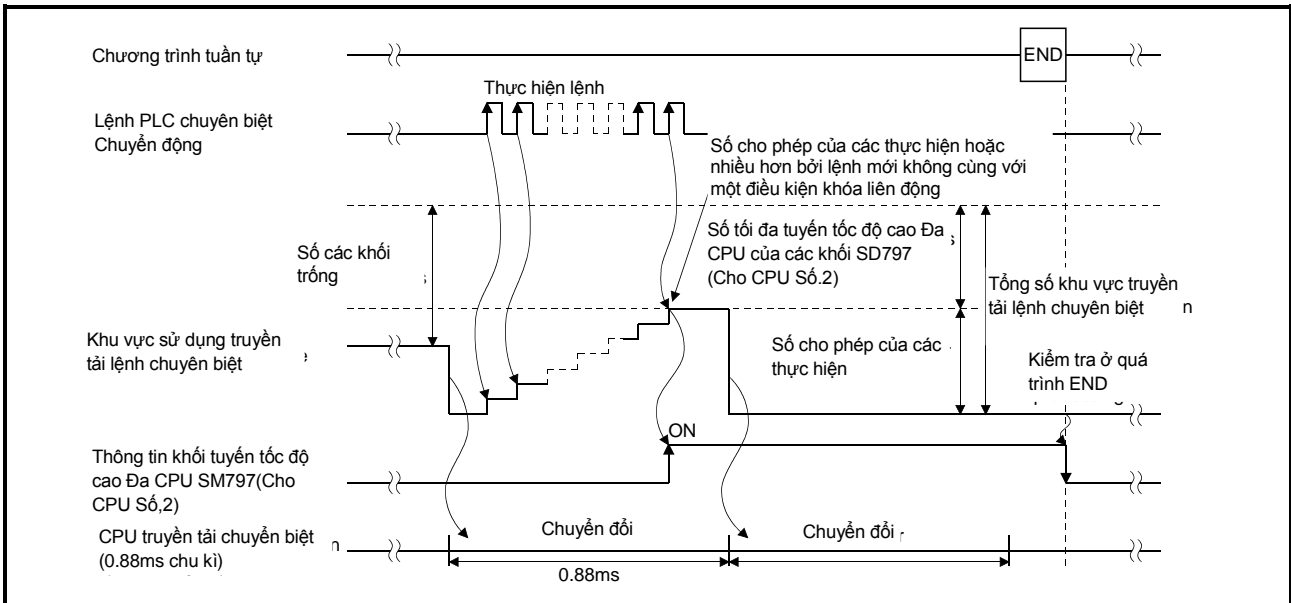 Chương trình tuần tự
END
Thực hiện lệnh
Lệnh PLC chuyên biệt
Chuyển động
Số cho phép của các thực hiện hoặc
nhiều hơn bởi lệnh mới không cùng với
một điều kiện khóa liên động
Số các khối
trống
Số tối đa tuyến tốc độ cao Đa
CPU của các khối SD797
(Cho CPU Số.2)
Tổng số khu vực truyền
tải lệnh chuyên biệt
n
Khu vực sử dụng truyền
tải lệnh chuyên biệt
Số cho phép của các
thực hiện
Kiểm tra ở quá
trình END
ON
Thông tin khối tuyến tốc độ
cao Đa CPU SM797(Cho
CPU Số,2)
CPU truyền tải chuyển biệt
(0.88ms chu kì)
n
Chuyển đổi
Chuyển đổi
0.88ms